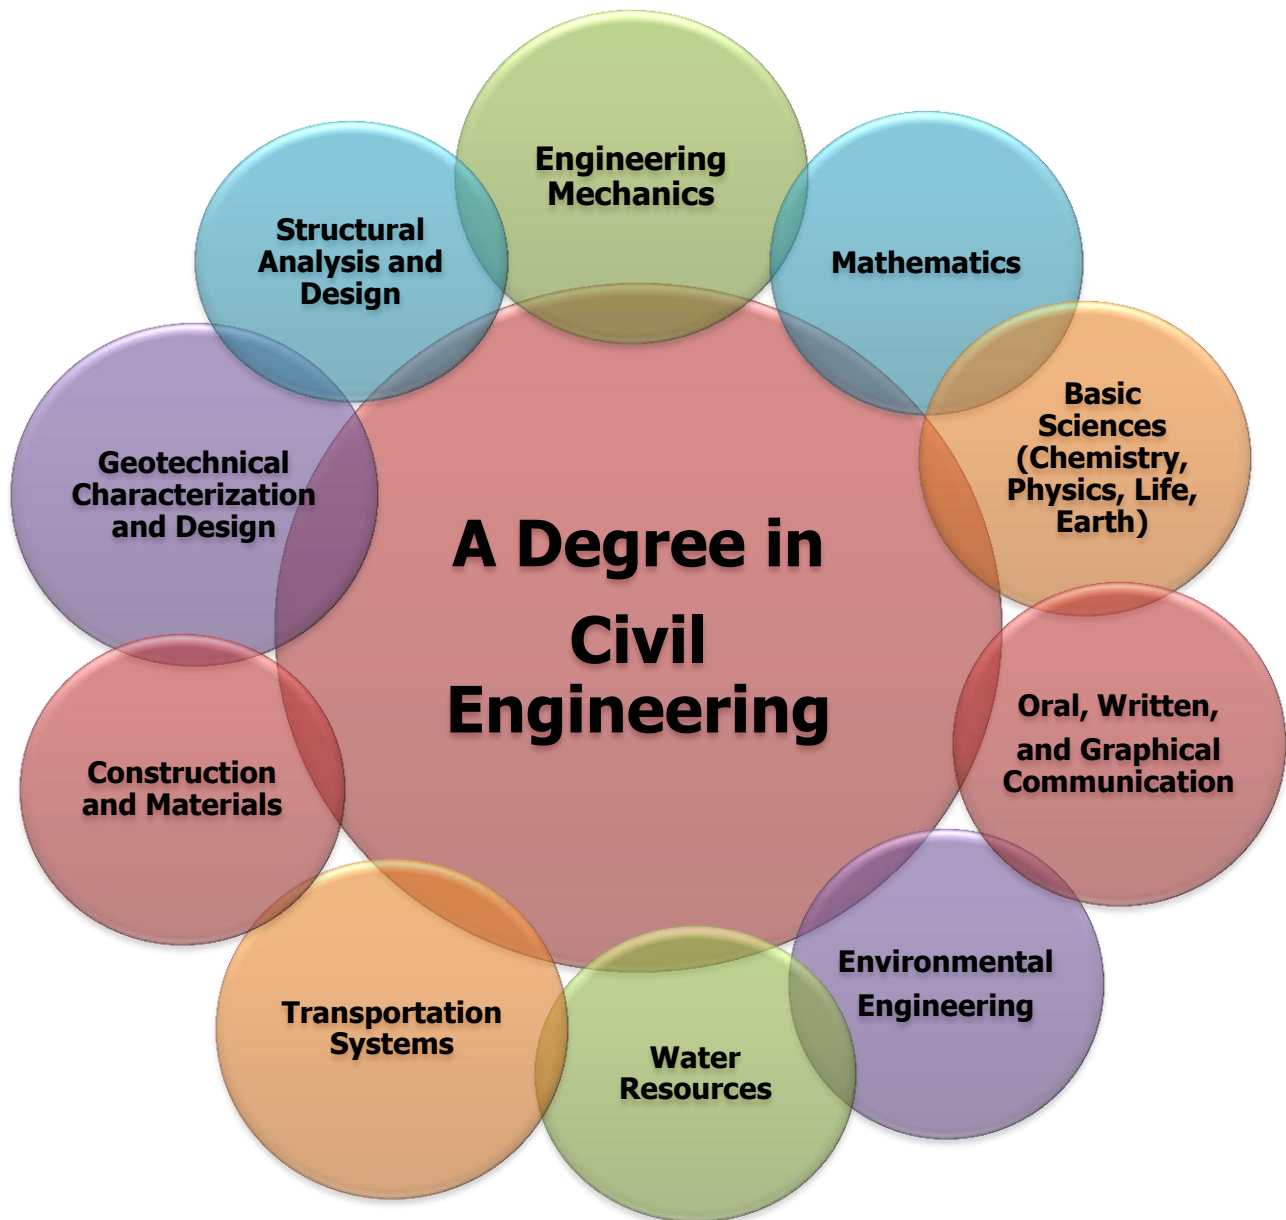 Engineering
Mechanics
Mathematics
Basic
Sciences
(Chemistry,
Physics, Life,
Earth)
Oral, Written,
and Graphical
Communication
Environmental
Engineering
Water
Resources
Transportation
Systems
Construction
and Materials
Geotechnical
Characterization
and Design
Structural
Analysis and
Design
A Degree in
Civil
Engineering